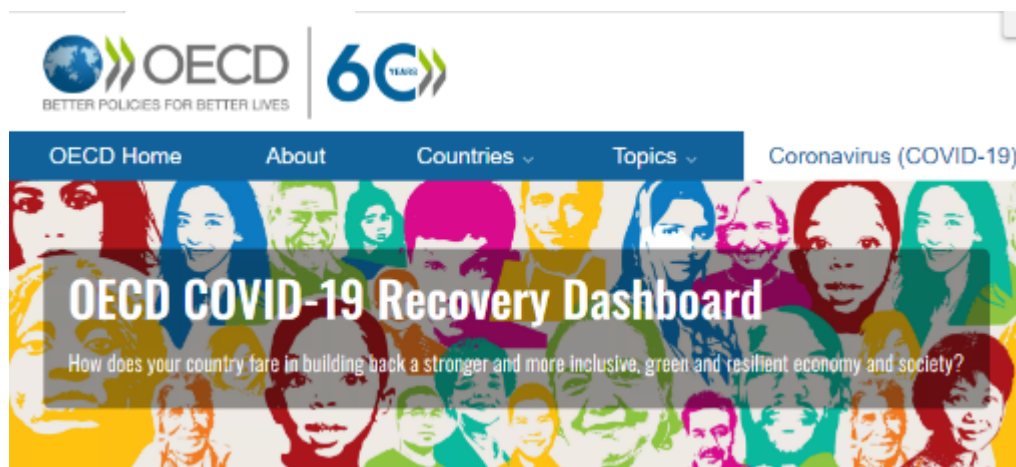 OECD
BETTER POLICIES FOR BETTER LIVES
60
YEARS
OECD Home About Countries Topics Coronavirus (COVID-19)
OECD COVID-19 Recovery Dashboard
How does your country fare in building back a stronger and more inclusive, green and resilient economy and society?